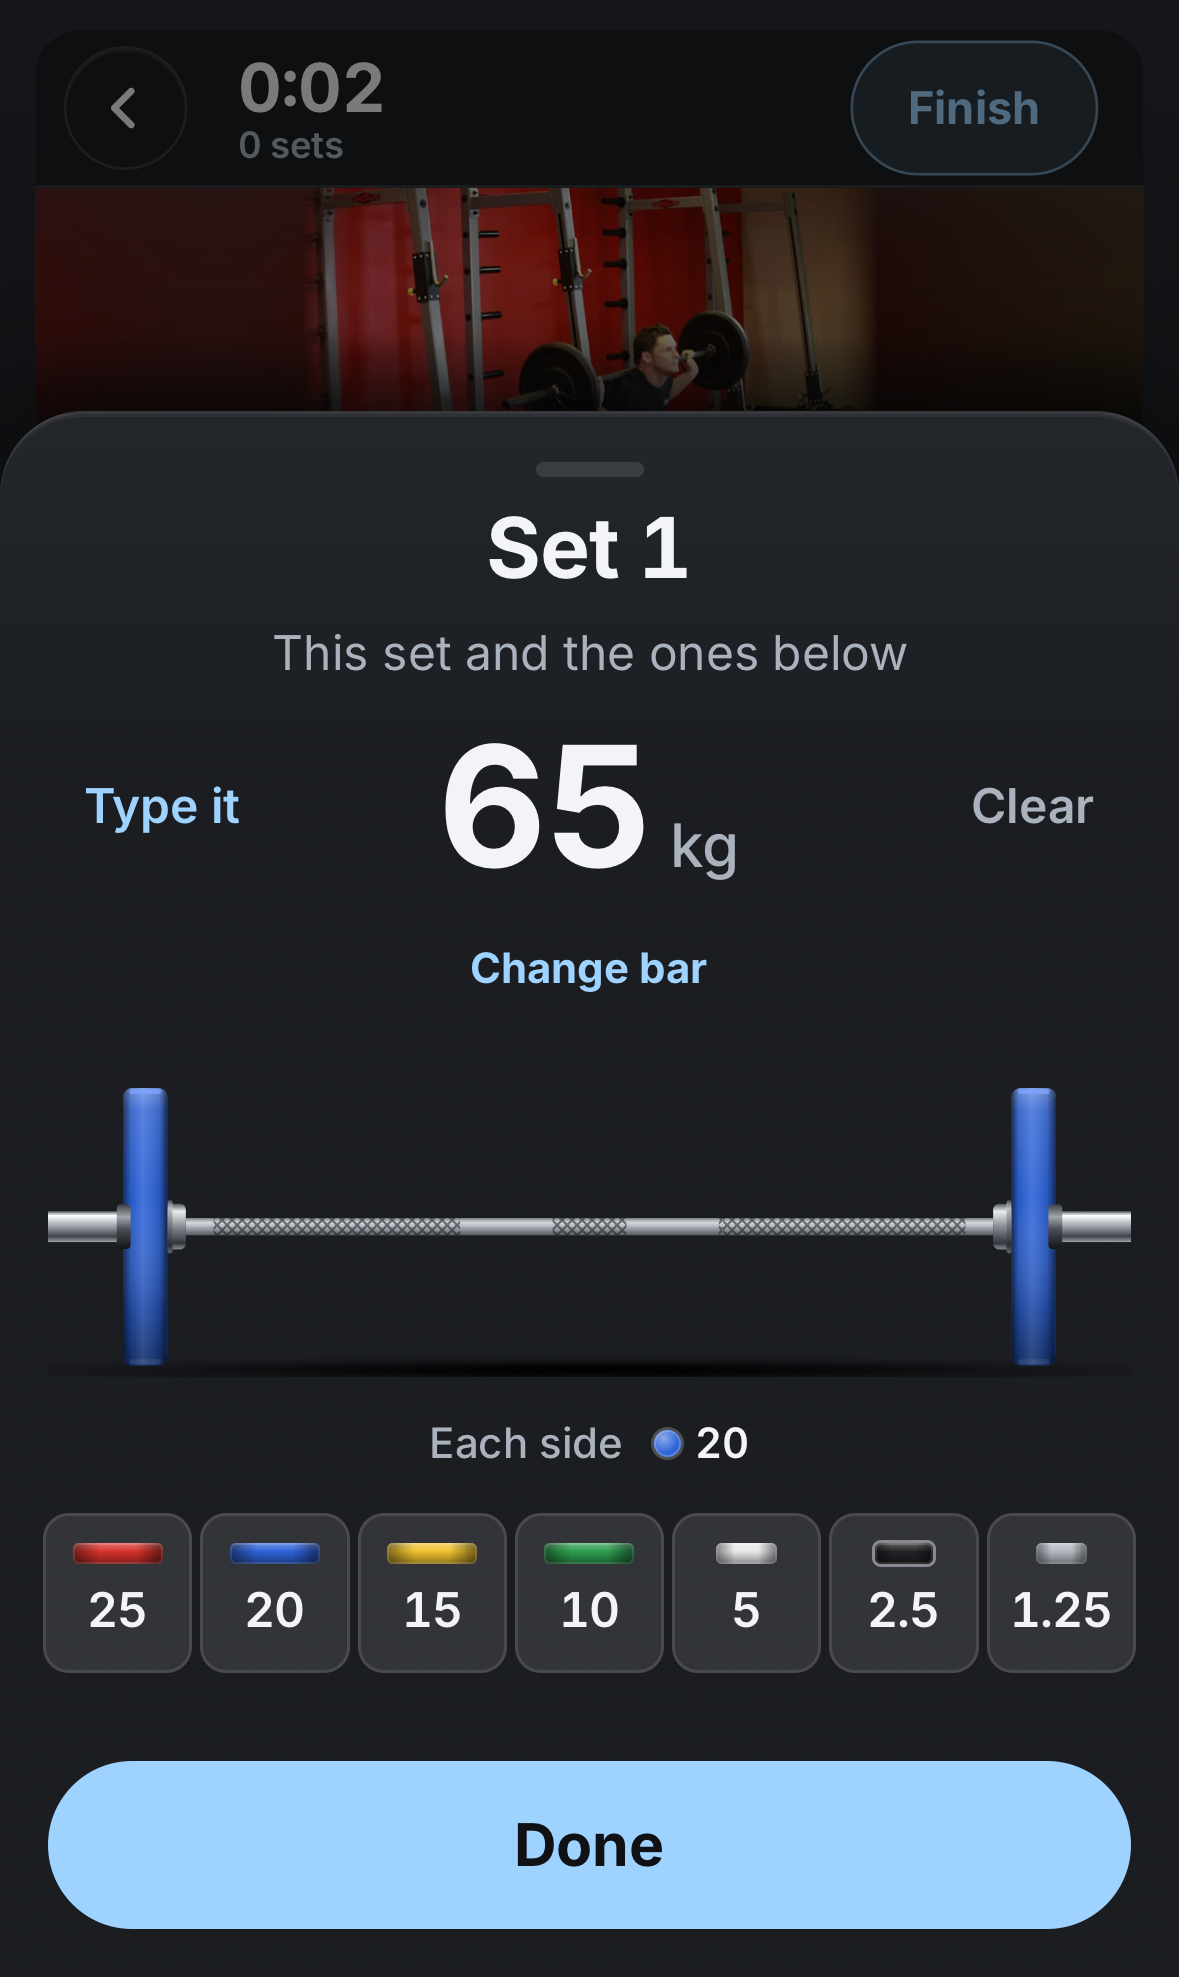 0:02
0 sets
Finish
Set 1
This set and the ones below
Type it
65 kg
Clear
Change bar
Each side 20
25 20 15 10 5 2.5 1.25
Done